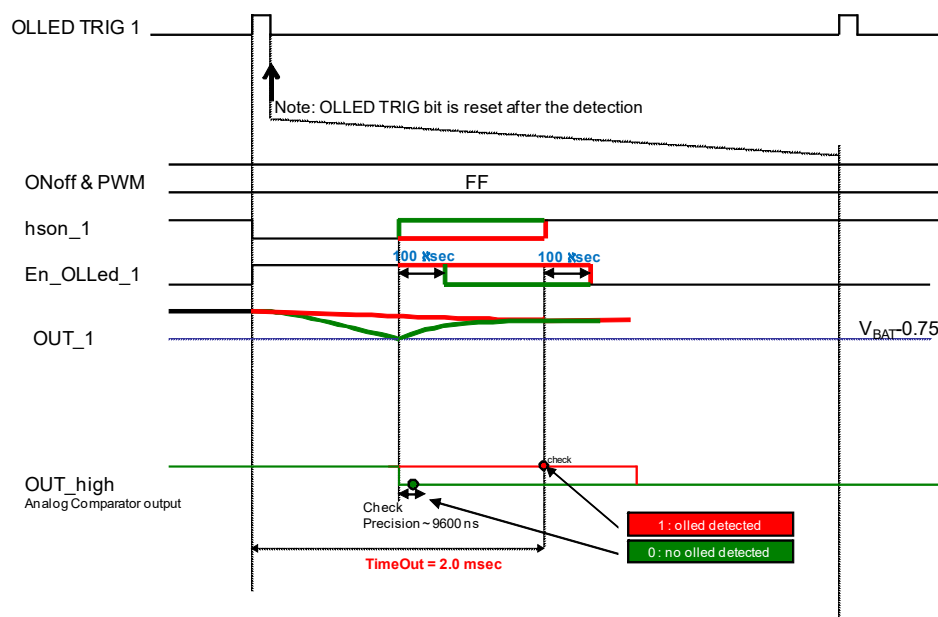 OLLED TRIG 1
Note: OLLED TRIG bit is reset after the detection
ONoff & PWM
FF
hson_1
100 sec
100 sec
En_OLLed_1
OUT_1
VBAT-0.75
check
OUT_high
Analog Comparator output
Check
Precision ~ 9600 ns
1 : olled detected
0 : no olled detected
TimeOut = 2.0 msec